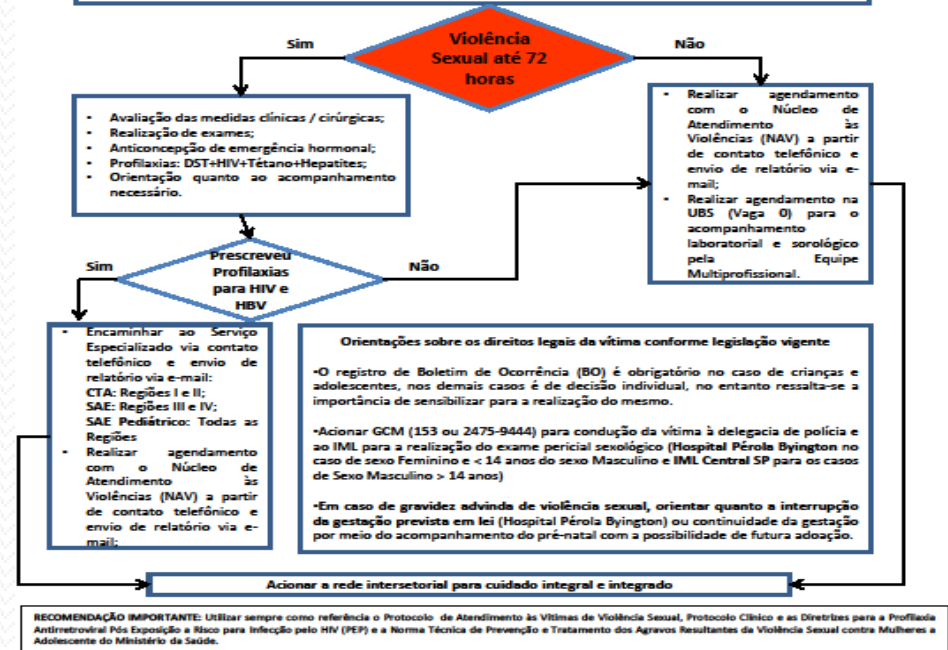 Violência
Sexual até 72
horas
Sim
Não
• Avaliação das medidas clínicas / cirúrgicas;
• Realização de exames;
• Anticoncepção de emergência hormonal;
• Profilaxias: DST+HIV+Tétano+Hepatites;
• Orientação quanto ao acompanhamento
necessário.
• Realizar agendamento
com o Núcleo de
Atendimento às
Violências (NAV) a partir
de contato telefônico e
envio de relatório via e-
mail;
• Realizar agendamento na
UBS (Vaga 0) para o
acompanhamento
laboratorial e sorológico
pela Equipe
Multiprofissional.
Prescreveu
Profilaxias
para HIV e
HBV
Sim
Não
• Encaminhar ao Serviço
Especializado via contato
telefônico e envio de
relatório via e-mail:
CTA: Regiões I e II;
SAE: Regiões III e IV;
SAE Pediátrico: Todas as
Regiões
• Realizar agendamento
com o Núcleo de
Atendimento às
Violências (NAV) a partir
de contato telefônico e
envio de relatório via e-
mail;
Orientações sobre os direitos legais da vítima conforme legislação vigente
•O registro de Boletim de Ocorrência (BO) é obrigatório no caso de crianças e
adolescentes, nos demais casos é de decisão individual, no entanto ressalta-se a
importância de sensibilizar para a realização do mesmo.
•Acionar GCM (153 ou 2475-9444) para condução da vítima à delegacia de polícia e
ao IML para a realização do exame pericial sexológico (Hospital Pérola Byington no
caso de sexo Feminino e < 14 anos do sexo Masculino e IML Central SP para os casos
de Sexo Masculino > 14 anos)
•Em caso de gravidez advinda de violência sexual, orientar quanto a interrupção
da gestação prevista em lei (Hospital Pérola Byington) ou continuidade da gestação
por meio do acompanhamento do pré-natal com a possibilidade de futura adoação.
Acionar a rede intersetorial para cuidado integral e integrado
RECOMENDAÇÃO IMPORTANTE: Utilizar sempre como referência o Protocolo de Atendimento às Vítimas de Violência Sexual, Protocolo Clínico e as Diretrizes para a Profilaxia
Antirretroviral Pós Exposição a Risco para Infecção pelo HIV (PEP) e a Norma Técnica de Prevenção e Tratamento dos Agravos Resultantes da Violência Sexual contra Mulheres a
Adolescente do Ministério da Saúde.